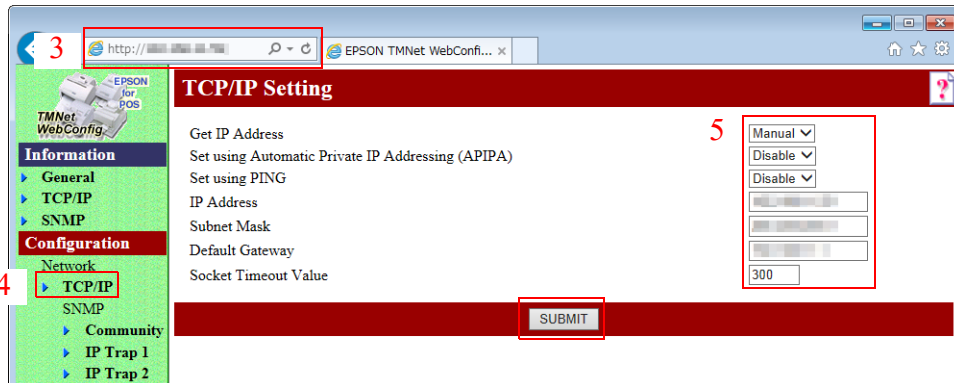 3
http://
EPSON TMNet WebConfi...
EPSON
for
POS
TMNet
WebConfig
Information
General
TCP/IP
SNMP
Configuration
Network
4
TCP/IP
SNMP
Community
IP Trap 1
IP Trap 2
TCP/IP Setting
?
5
Get IP Address Manual
Set using Automatic Private IP Addressing (APIPA) Disable
Set using PING Disable
IP Address
Subnet Mask
Default Gateway
Socket Timeout Value 300
SUBMIT